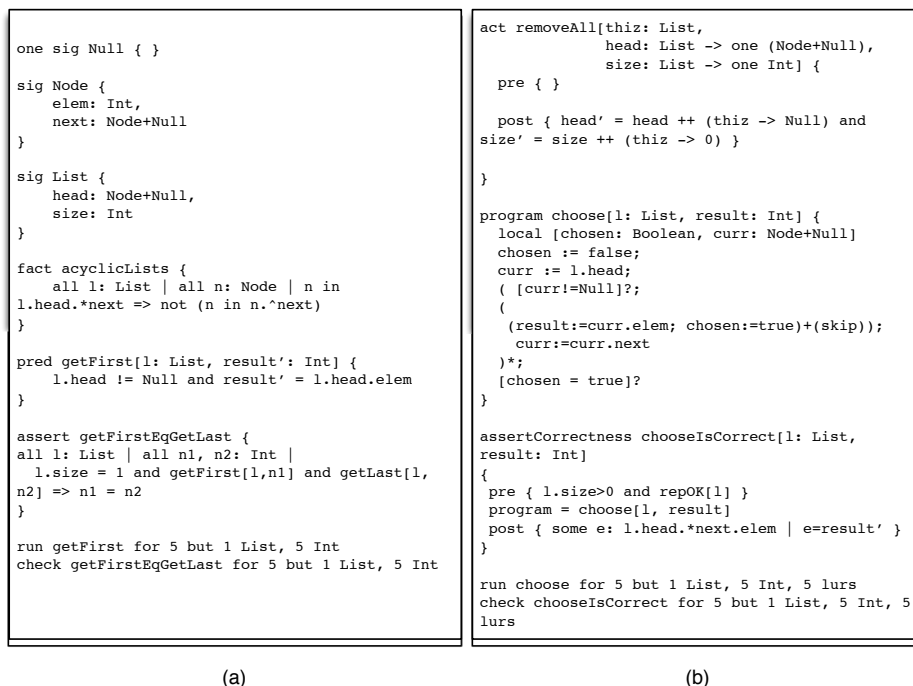 one sig Null { }
sig Node {
elem: Int,
next: Node+Null
}
sig List {
head: Node+Null,
size: Int
}
fact acyclicLists {
all l: List | all n: Node | n in
l.head.*next => not (n in n.^next)
}
pred getFirst[l: List, result': Int] {
l.head != Null and result' = l.head.elem
}
assert getFirstEqGetLast {
all l: List | all n1, n2: Int |
l.size = 1 and getFirst[l,n1] and getLast[l,
n2] => n1 = n2
}
run getFirst for 5 but 1 List, 5 Int
check getFirstEqGetLast for 5 but 1 List, 5 Int
(a)
act removeAll[thiz: List,
head: List -> one (Node+Null),
size: List -> one Int] {
pre { }
post { head' = head ++ (thiz -> Null) and
size' = size ++ (thiz -> 0) }
}
program choose[l: List, result: Int] {
local [chosen: Boolean, curr: Node+Null]
chosen := false;
curr := l.head;
( [curr!=Null]?;
(
(result:=curr.elem; chosen:=true)+(skip));
curr:=curr.next
)*;
[chosen = true]?
}
assertCorrectness chooseIsCorrect[l: List,
result: Int]
{
pre { l.size>0 and repOK[l] }
program = choose[l, result]
post { some e: l.head.*next.elem | e=result' }
}
run choose for 5 but 1 List, 5 Int, 5 lurs
check chooseIsCorrect for 5 but 1 List, 5 Int, 5
lurs
(b)